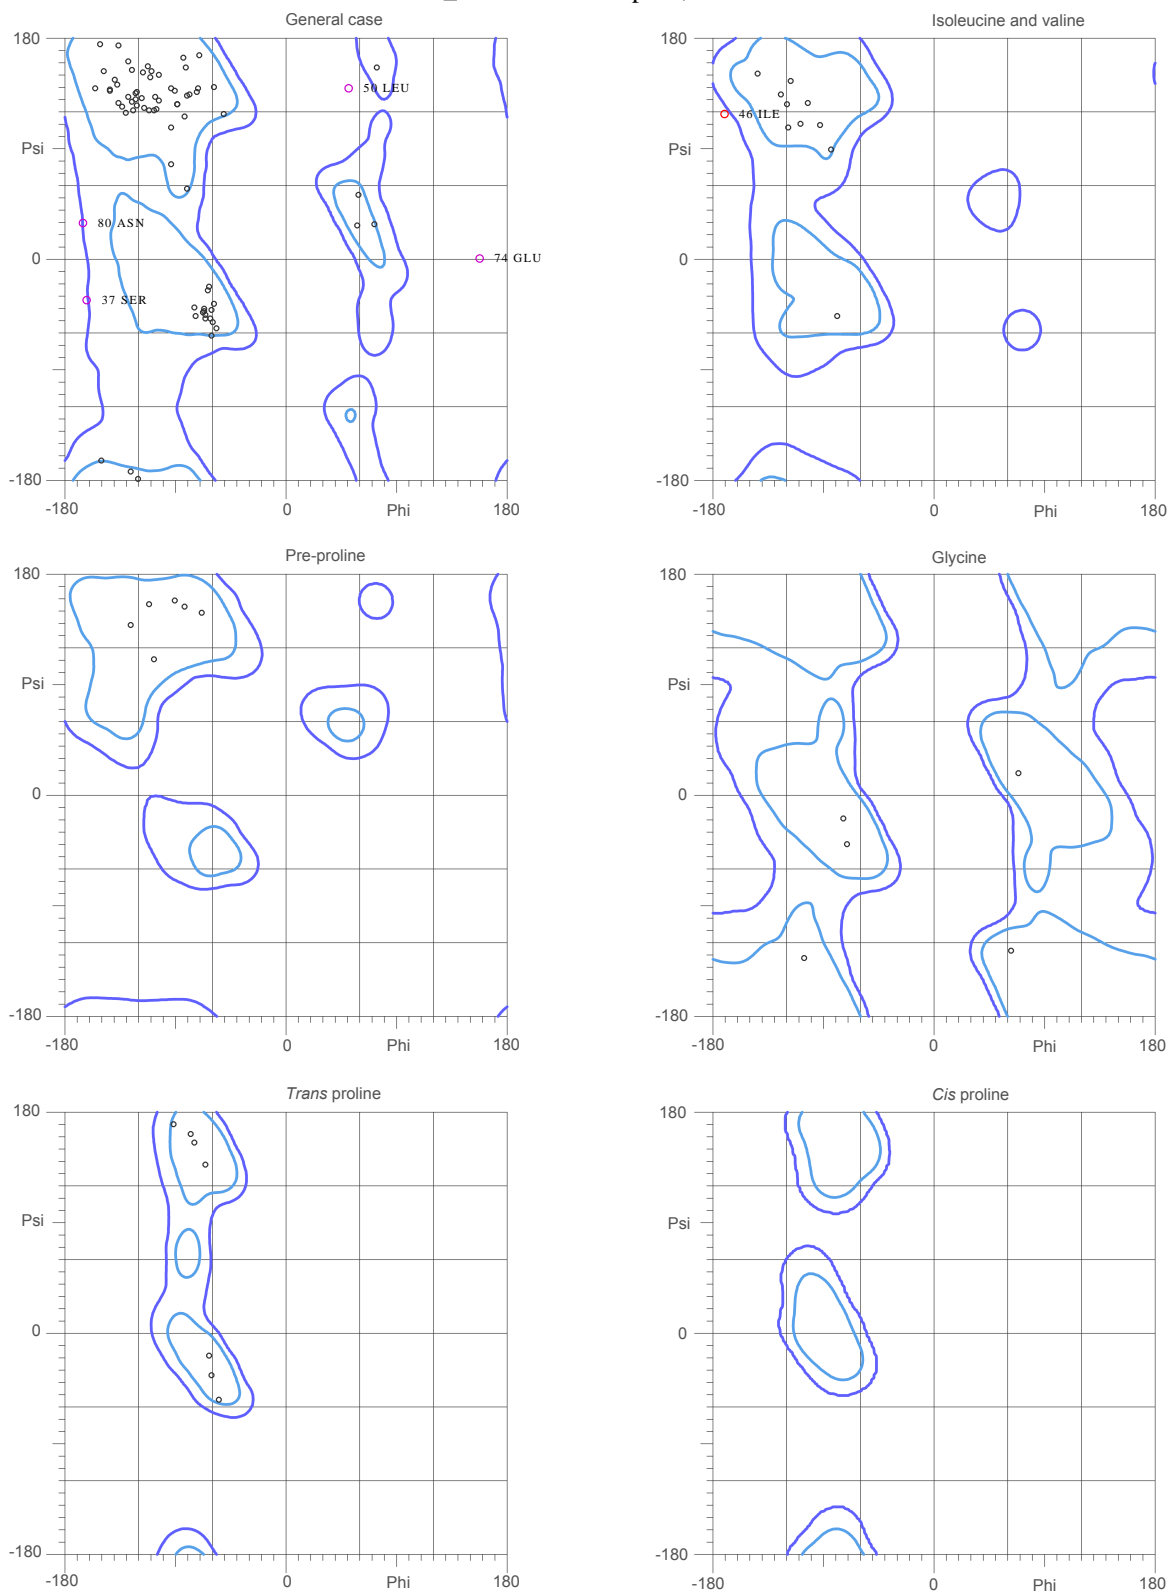 General case
Isoleucine and valine
180
Psi
0
-180
-180
0
Phi
180
50 LEU
80 ASN
74 GLU
37 SER
180
Psi
0
-180
-180
0
Phi
180
46 ILE
Pre-proline
Glycine
180
Psi
0
-180
-180
0
Phi
180
180
Psi
0
-180
-180
0
Phi
180
Trans proline
Cis proline
180
Psi
0
-180
-180
0
Phi
180
180
Psi
0
-180
-180
0
Phi
180